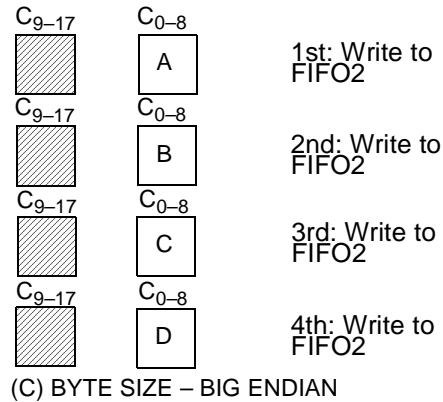 C9–17 C0–8
A 1st: Write to
FIFO2
C9–17 C0–8
B 2nd: Write to
FIFO2
C9–17 C0–8
C 3rd: Write to
FIFO2
C9–17 C0–8
D 4th: Write to
FIFO2
(C) BYTE SIZE – BIG ENDIAN